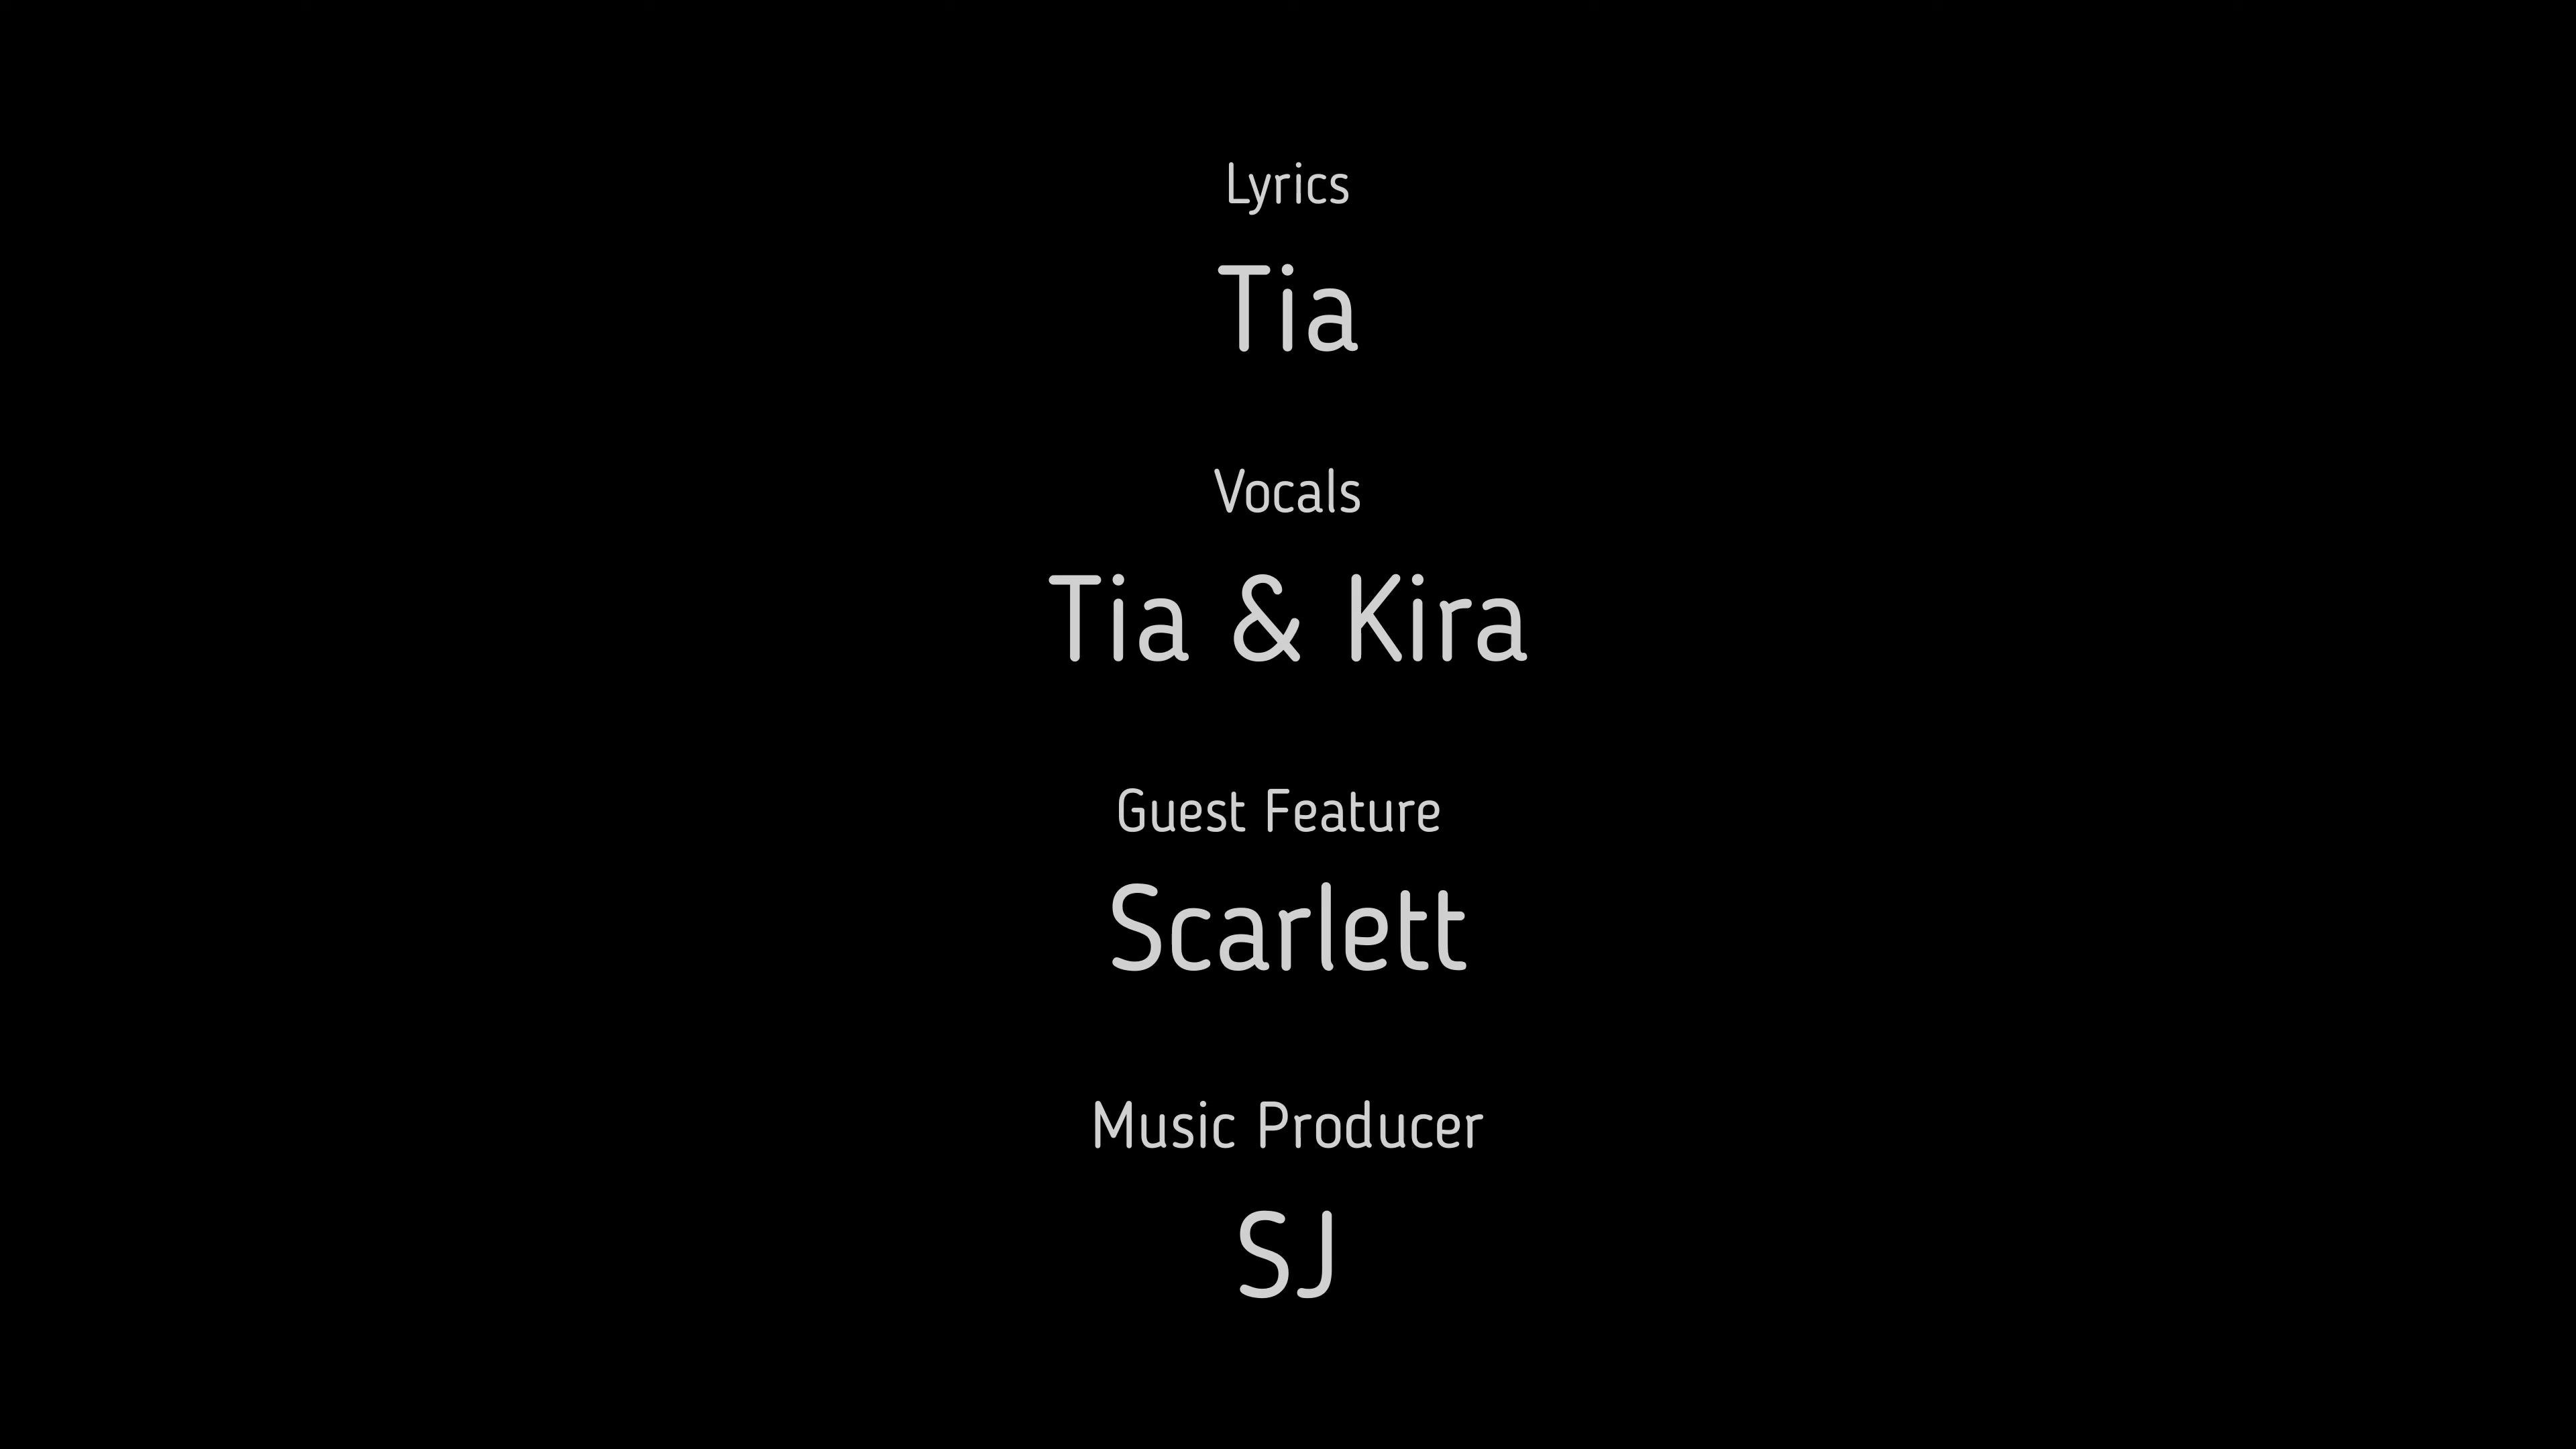 Lyrics
Tia
Vocals
Tia & Kira
Guest Feature
Scarlett
Music Producer
SJ